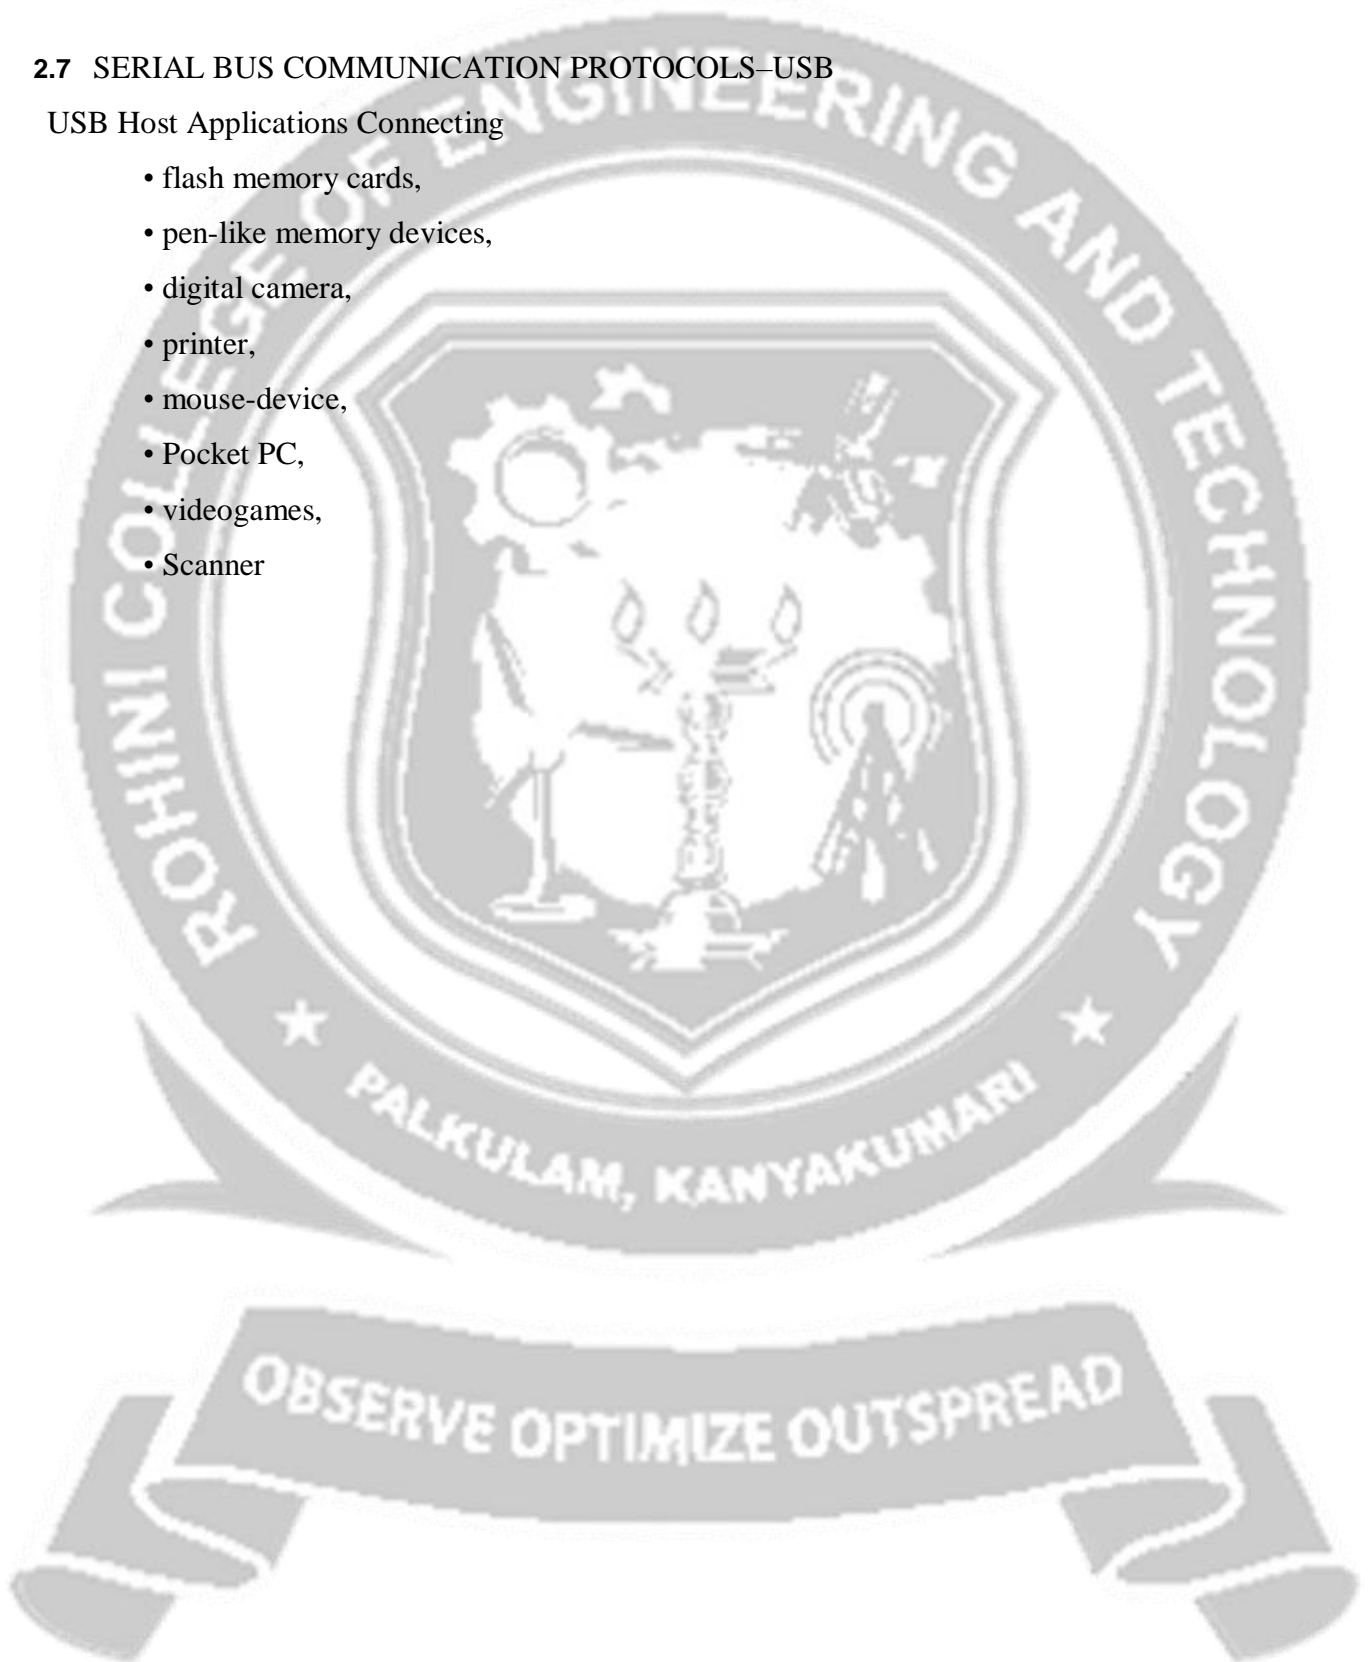 2.7 SERIAL BUS COMMUNICATION PROTOCOLS–USB
USB Host Applications Connecting
• flash memory cards,
• pen-like memory devices,
• digital camera,
• printer,
• mouse-device,
• Pocket PC,
• videogames,
• Scanner
ROHINI COLLEGE OF ENGINEERING AND TECHNOLOGY
PALKULAM, KANYAKUMARI
OBSERVE OPTIMIZE OUTSPREAD